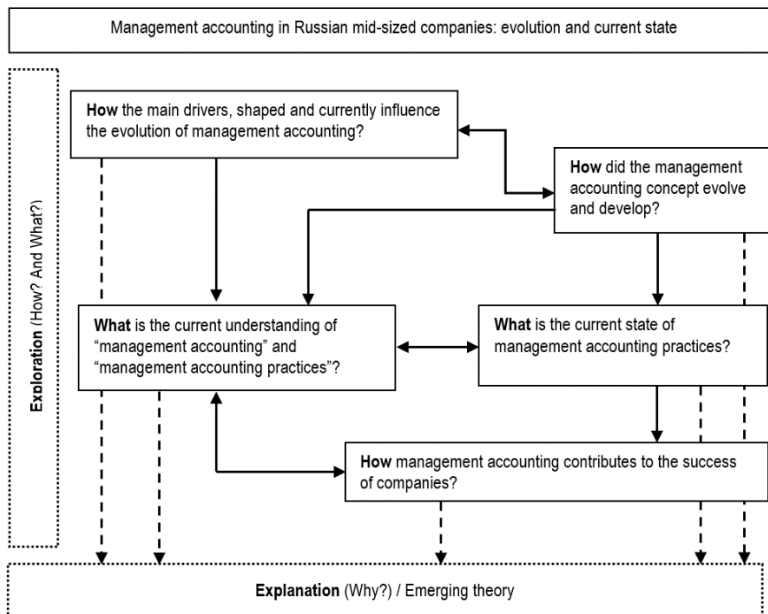 Management accounting in Russian mid-sized companies: evolution and current state
Exploration (How? And What?)
How the main drivers, shaped and currently influence
the evolution of management accounting?
How did the management
accounting concept evolve
and develop?
What is the current understanding of
“management accounting” and
“management accounting practices”?
What is the current state of
management accounting practices?
How management accounting contributes to the success
of companies?
Explanation (Why?) / Emerging theory